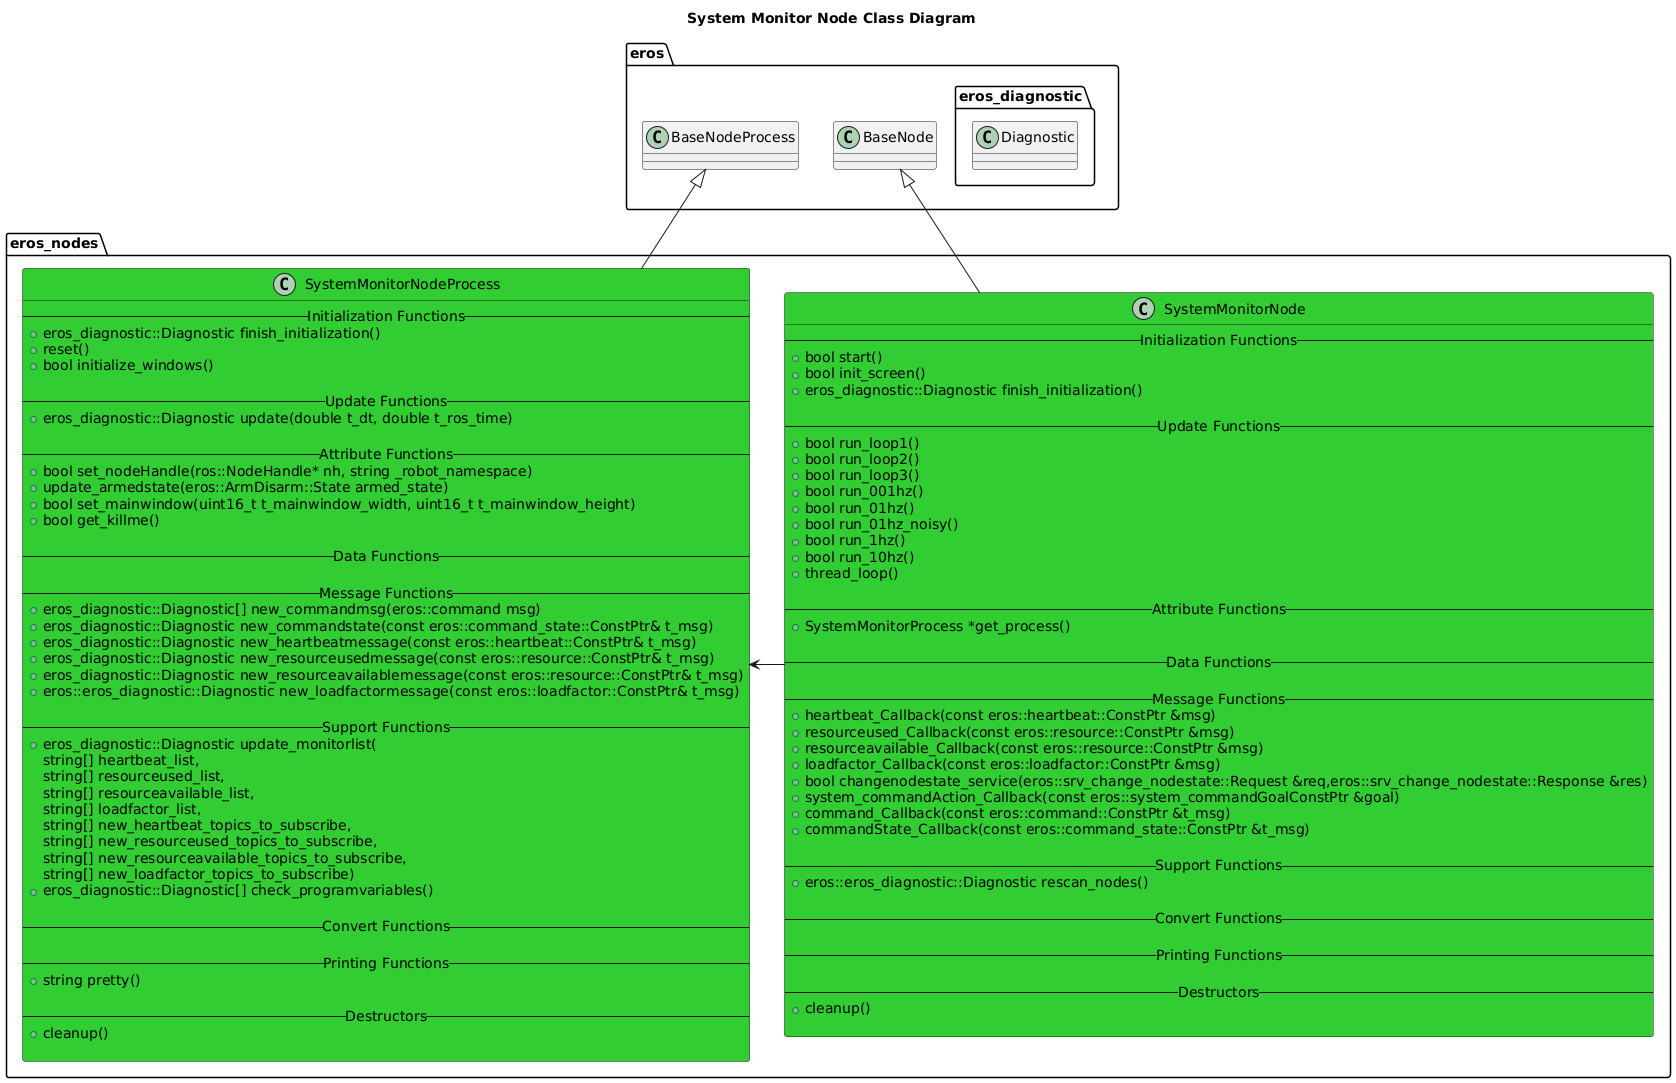 System Monitor Node Class Diagram
eros
eros_diagnostic
C BaseNodeProcess
C BaseNode
C Diagnostic
eros_nodes
C SystemMonitorNodeProcess
Initialization Functions
eros_diagnostic::Diagnostic finish_initialization()
reset()
bool initialize_windows()
Update Functions
eros_diagnostic::Diagnostic update(double t_dt, double t_ros_time)
Attribute Functions
bool set_nodeHandle(ros::NodeHandle* nh, string _robot_namespace)
update_armedstate(eros::ArmDisarm::State armed_state)
bool set_mainwindow(uint16_t t_mainwindow_width, uint16_t t_mainwindow_height)
bool get_killme()
Data Functions
Message Functions
eros_diagnostic::Diagnostic[] new_commandmsg(eros::command msg)
eros_diagnostic::Diagnostic new_commandstate(const eros::command_state::ConstPtr& t_msg)
eros_diagnostic::Diagnostic new_heartbeatmessage(const eros::heartbeat::ConstPtr& t_msg)
eros_diagnostic::Diagnostic new_resourceusedmessage(const eros::resource::ConstPtr& t_msg)
eros_diagnostic::Diagnostic new_resourceavailablemessage(const eros::resource::ConstPtr& t_msg)
eros::eros_diagnostic::Diagnostic new_loadfactormessage(const eros::loadfactor::ConstPtr& t_msg)
Support Functions
eros_diagnostic::Diagnostic update_monitorlist(
string[] heartbeat_list,
string[] resourceused_list,
string[] resourceavailable_list,
string[] loadfactor_list,
string[] new_heartbeat_topics_to_subscribe,
string[] new_resourceused_topics_to_subscribe,
string[] new_resourceavailable_topics_to_subscribe,
string[] new_loadfactor_topics_to_subscribe)
eros_diagnostic::Diagnostic[] check_programvariables()
Convert Functions
Printing Functions
string pretty()
Destructors
cleanup()
C SystemMonitorNode
Initialization Functions
bool start()
bool init_screen()
eros_diagnostic::Diagnostic finish_initialization()
Update Functions
bool run_loop1()
bool run_loop2()
bool run_loop3()
bool run_001hz()
bool run_01hz()
bool run_01hz_noisy()
bool run_1hz()
bool run_10hz()
thread_loop()
Attribute Functions
SystemMonitorProcess *get_process()
Data Functions
Message Functions
heartbeat_Callback(const eros::heartbeat::ConstPtr &msg)
resourceused_Callback(const eros::resource::ConstPtr &msg)
resourceavailable_Callback(const eros::resource::ConstPtr &msg)
loadfactor_Callback(const eros::loadfactor::ConstPtr &msg)
bool changenodestate_service(eros::srv_change_nodestate::Request &req,eros::srv_change_nodestate::Response &res)
system_commandAction_Callback(const eros::system_commandGoalConstPtr &goal)
command_Callback(const eros::command::ConstPtr &t_msg)
commandState_Callback(const eros::command_state::ConstPtr &t_msg)
Support Functions
eros::eros_diagnostic::Diagnostic rescan_nodes()
Convert Functions
Printing Functions
Destructors
cleanup()